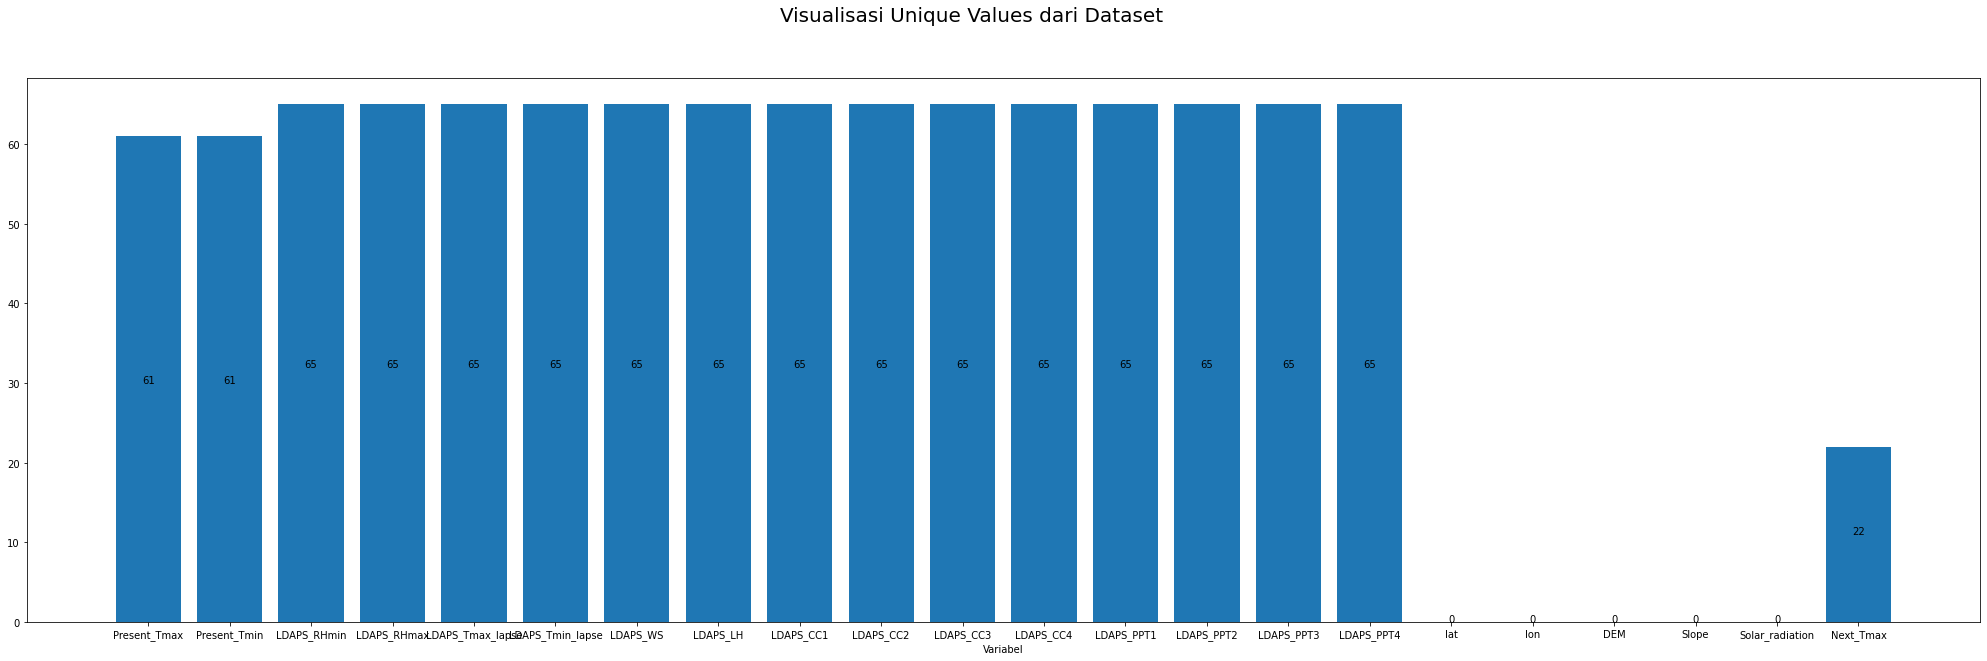 Visualisasi Unique Values dari Dataset
60
50
40
30
20
10
0
61 61 65 65 65 65 65 65 65 65 65 65 65 65 65 65 0 0 0 0 0 22
Present_Tmax Present_Tmin LDAPS_RHmin LDAPS_RHmax LDAPS_Tmax_lapse LDAPS_Tmin_lapse LDAPS_WS LDAPS_LH LDAPS_CC1 LDAPS_CC2 LDAPS_CC3 LDAPS_CC4 LDAPS_PPT1 LDAPS_PPT2 LDAPS_PPT3 LDAPS_PPT4 lat lon DEM Slope Solar_radiation Next_Tmax
Variabel